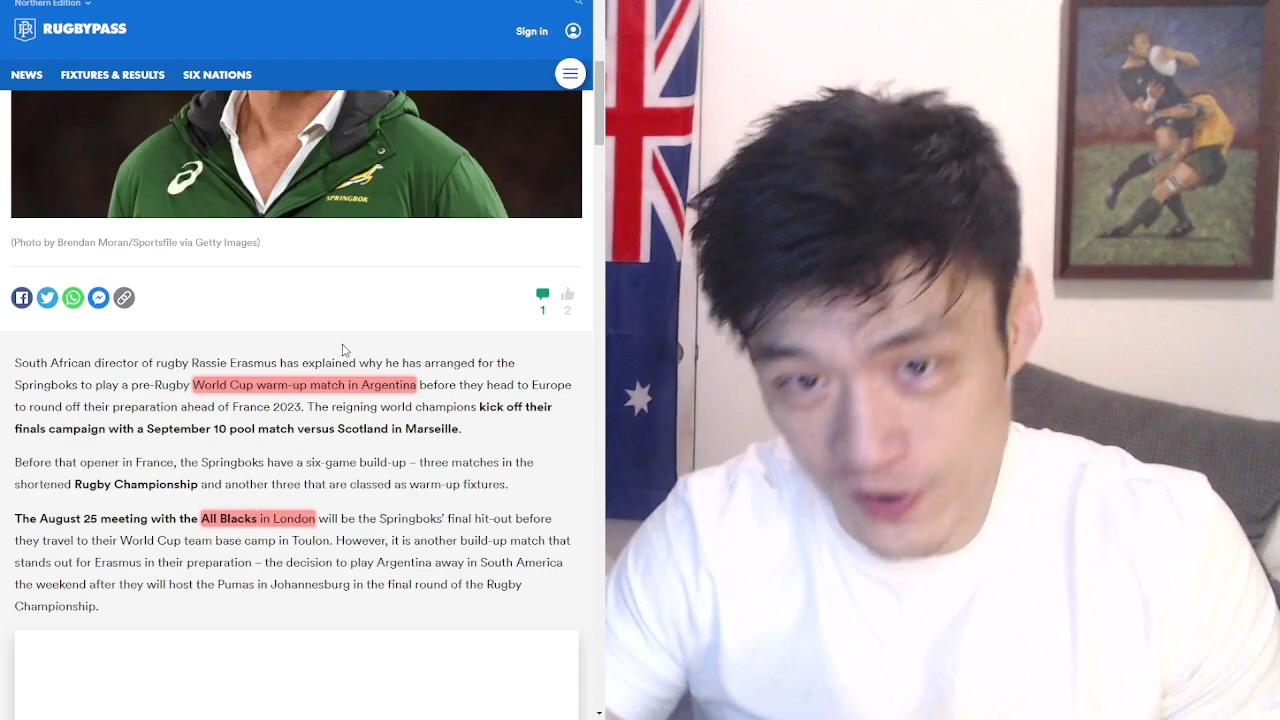 Northern Edition
RUGBYPASS
Sign in
NEWS
FIXTURES & RESULTS
SIX NATIONS
SPRINGBOK
(Photo by Brendan Moran/Sportsfile via Getty Images)
1
2
South African director of rugby Rassie Erasmus has explained why he has arranged for the
Springboks to play a pre-Rugby World Cup warm-up match in Argentina before they head to Europe
to round off their preparation ahead of France 2023. The reigning world champions kick off their
finals campaign with a September 10 pool match versus Scotland in Marseille.
Before that opener in France, the Springboks have a six-game build-up – three matches in the
shortened Rugby Championship and another three that are classed as warm-up fixtures.
The August 25 meeting with the All Blacks in London will be the Springboks’ final hit-out before
they travel to their World Cup team base camp in Toulon. However, it is another build-up match that
stands out for Erasmus in their preparation – the decision to play Argentina away in South America
the weekend after they will host the Pumas in Johannesburg in the final round of the Rugby
Championship.